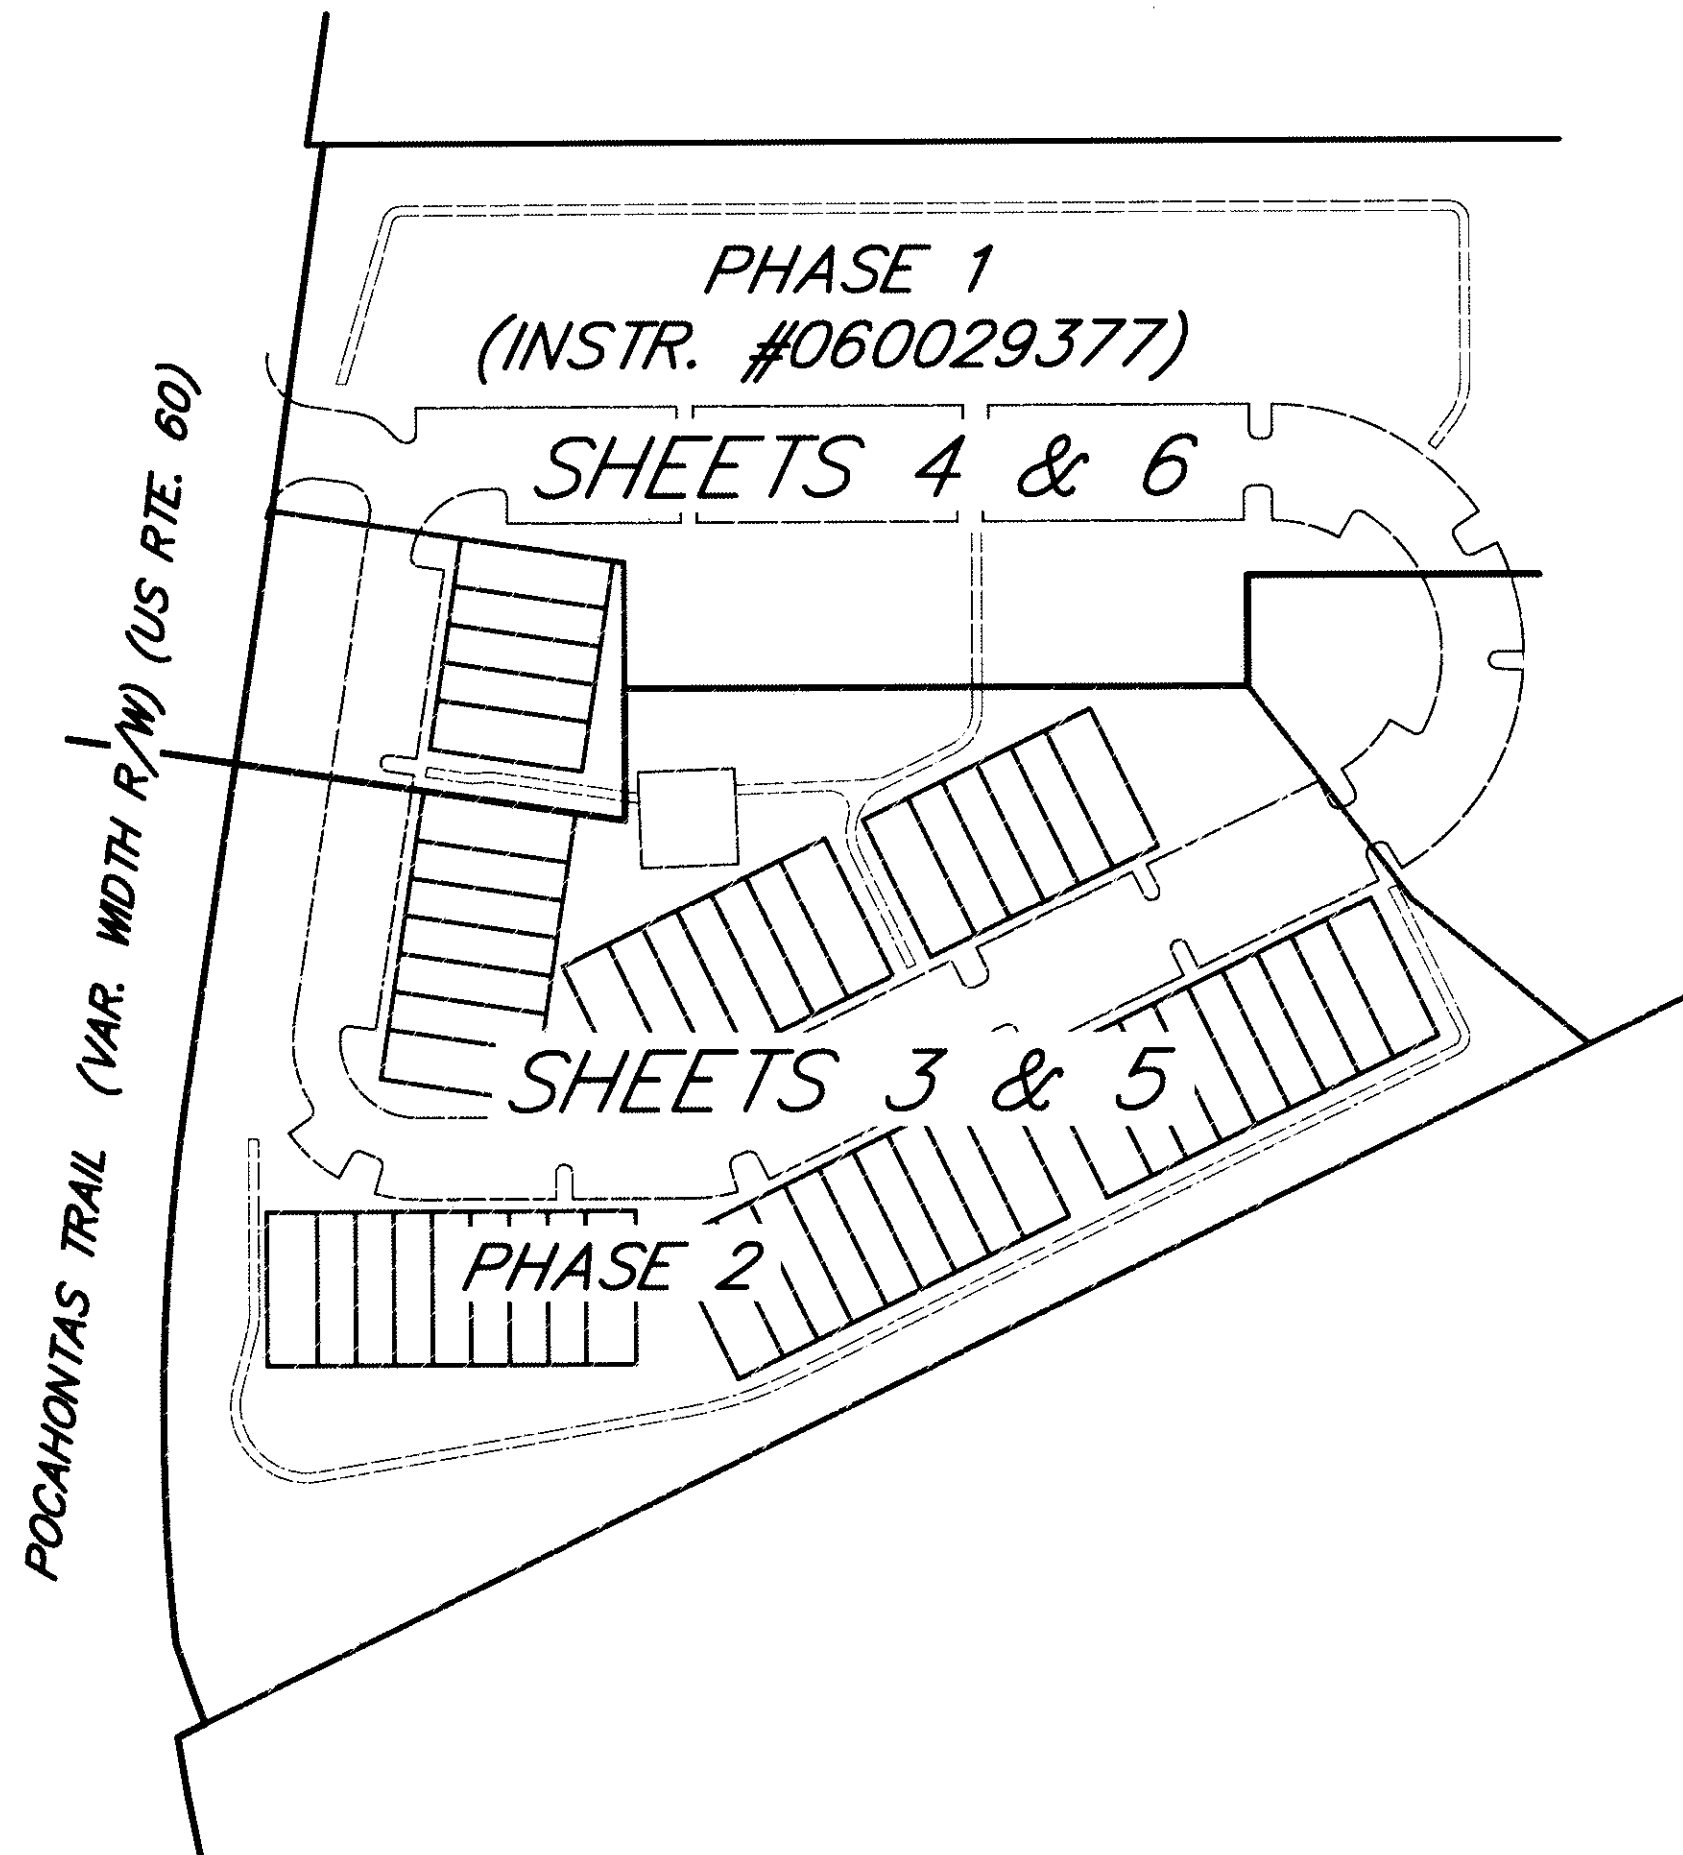 PHASE 1
(INSTR. #060029377)
SHEETS 4 & 6
POCAHONTAS TRAIL (VAR. WIDTH R/W) (US RTE. 60)
SHEETS 3 & 5
PHASE 2